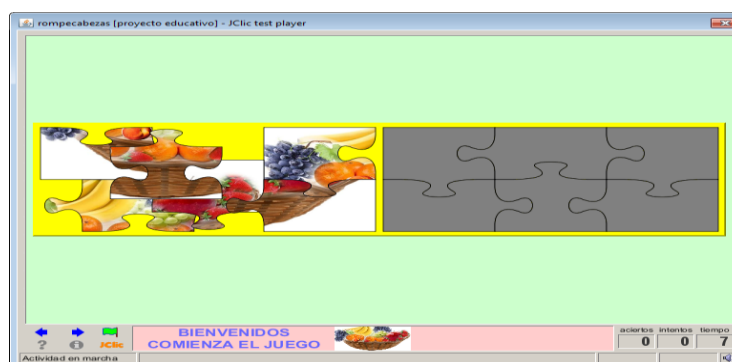 rompecabezas [proyecto educativo] - JClic test player
BIENVENIDOS
COMIENZA EL JUEGO
? JClic
aciertos intentos tiempo
0 0 7
Actividad en marcha